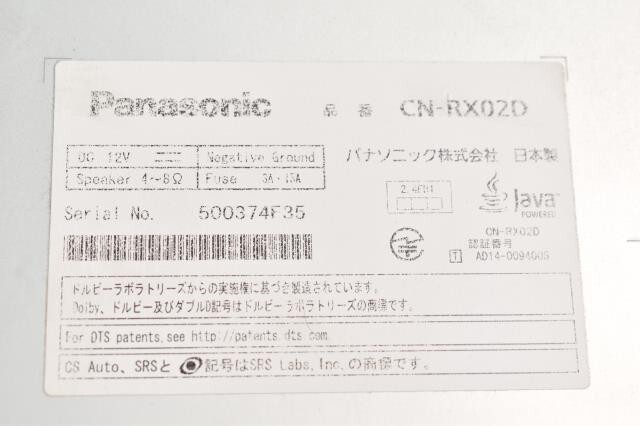 Panasonic 品番 CN-RX02D
DC 12V Negative Ground
Speaker 4~8Ω Fuse 3A・15A
パナソニック株式会社 日本製
Serial No. 500374F35
2.4FH1
Java
POWERED
CN-RX02D
認証番号
T AD14-0094006
ドルビーラボラトリーズからの実施権に基づき製造されています。
Dolby、ドルビー及びダブルD記号はドルビーラボラトリーズの商標です。
For DTS patents,see http://patents.dts.com.
CS Auto、SRSと 記号はSRS Labs,Inc.の商標です。